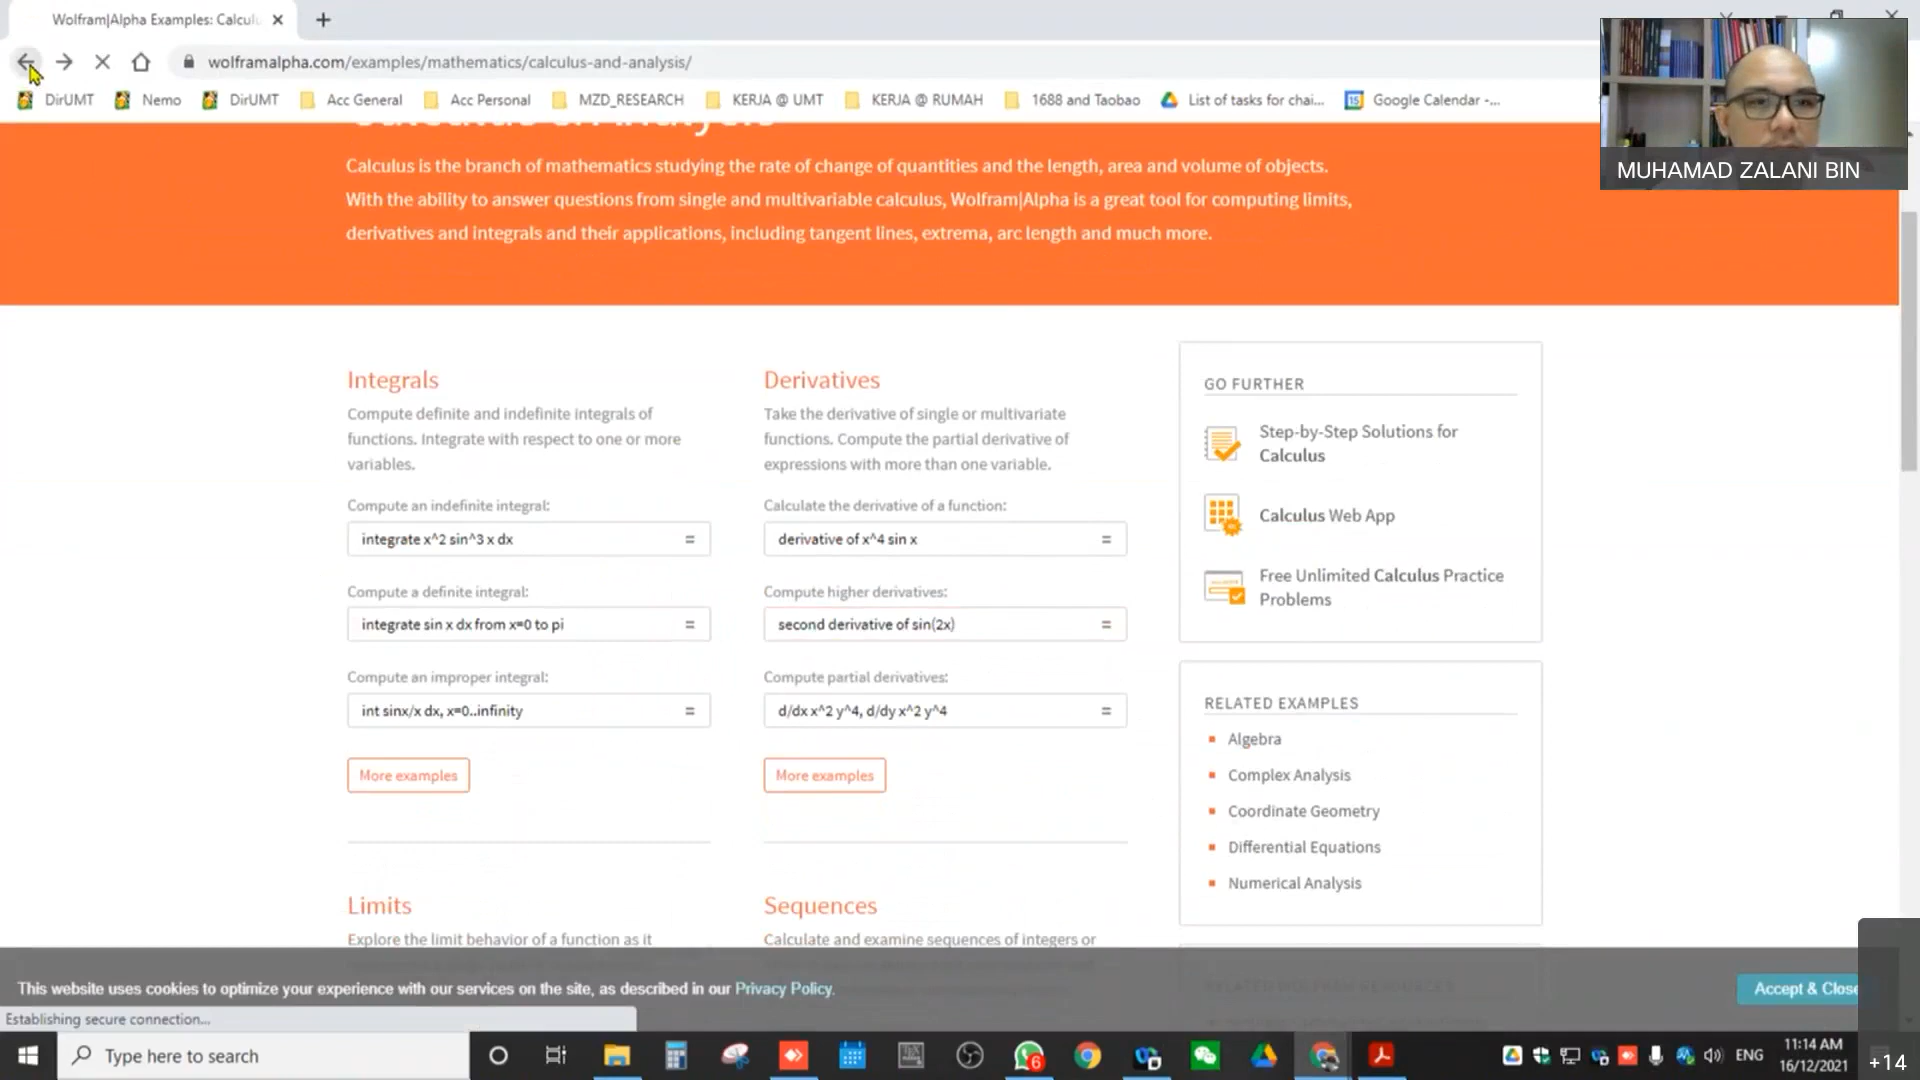 Wolfram|Alpha Examples: Calcul
wolframalpha.com/examples/mathematics/calculus-and-analysis/
DirUMT
Nemo
DirUMT
Acc General
Acc Personal
MZD_RESEARCH
KERJA @ UMT
KERJA @ RUMAH
1688 and Taobao
List of tasks for chai...
Google Calendar -...
MUHAMAD ZALANI BIN
Calculus is the branch of mathematics studying the rate of change of quantities and the length, area and volume of objects.
With the ability to answer questions from single and multivariable calculus, Wolfram|Alpha is a great tool for computing limits,
derivatives and integrals and their applications, including tangent lines, extrema, arc length and much more.
Integrals
Compute definite and indefinite integrals of
functions. Integrate with respect to one or more
variables.
Compute an indefinite integral:
integrate x^2 sin^3 x dx =
Compute a definite integral:
integrate sin x dx from x=0 to pi =
Compute an improper integral:
int sinx/x dx, x=0..infinity =
More examples
Derivatives
Take the derivative of single or multivariate
functions. Compute the partial derivative of
expressions with more than one variable.
Calculate the derivative of a function:
derivative of x^4 sin x =
Compute higher derivatives:
second derivative of sin(2x) =
Compute partial derivatives:
d/dx x^2 y^4, d/dy x^2 y^4 =
More examples
GO FURTHER
Step-by-Step Solutions for
Calculus
Calculus Web App
Free Unlimited Calculus Practice
Problems
RELATED EXAMPLES
Algebra
Complex Analysis
Coordinate Geometry
Differential Equations
Numerical Analysis
Limits
Explore the limit behavior of a function as it
Sequences
Calculate and examine sequences of integers or
This website uses cookies to optimize your experience with our services on the site, as described in our Privacy Policy.
Accept & Close
Establishing secure connection...
Type here to search
6
ENG
11:14 AM
16/12/2021
+14